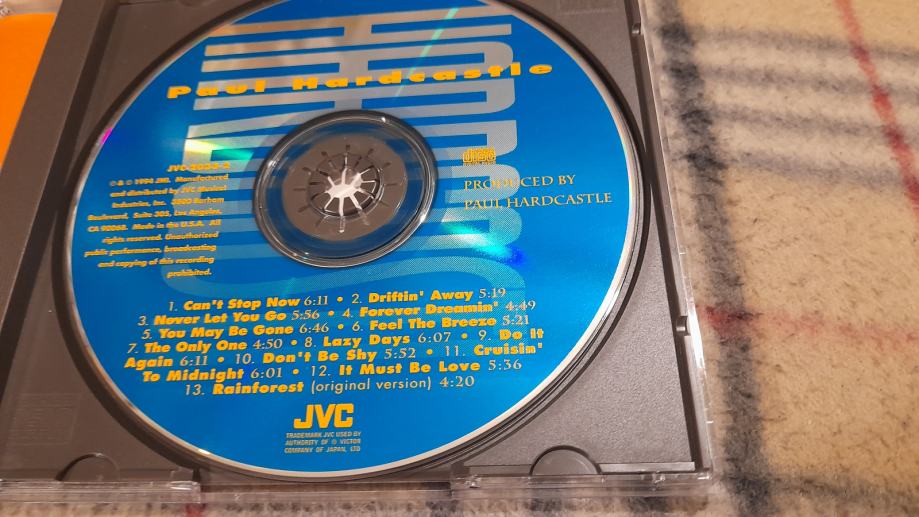 Paul Hardcastle
JVC-2033-2
℗ & © 1994 JMI. Manufactured
and distributed by JVC Musical
Industries, Inc. 3800 Barham
Boulevard, Suite 305, Los Angeles,
CA 90068. Made in the U.S.A. All
rights reserved. Unauthorized
public performance, broadcasting
and copying of this recording
prohibited.
disc
PRODUCED BY
PAUL HARDCASTLE
1. Can't Stop Now 6:11 • 2. Driftin' Away 5:19
3. Never Let You Go 5:56 • 4. Forever Dreamin' 4:49
5. You May Be Gone 6:46 • 6. Feel The Breeze 5:21
7. The Only One 4:50 • 8. Lazy Days 6:07 • 9. Do It
Again 6:11 • 10. Don't Be Shy 5:52 • 11. Cruisin'
To Midnight 6:01 • 12. It Must Be Love 5:36
13. Rainforest (original version) 4:20
JVC
TRADEMARK JVC USED BY
AUTHORITY OF © VICTOR
COMPANY OF JAPAN, LTD